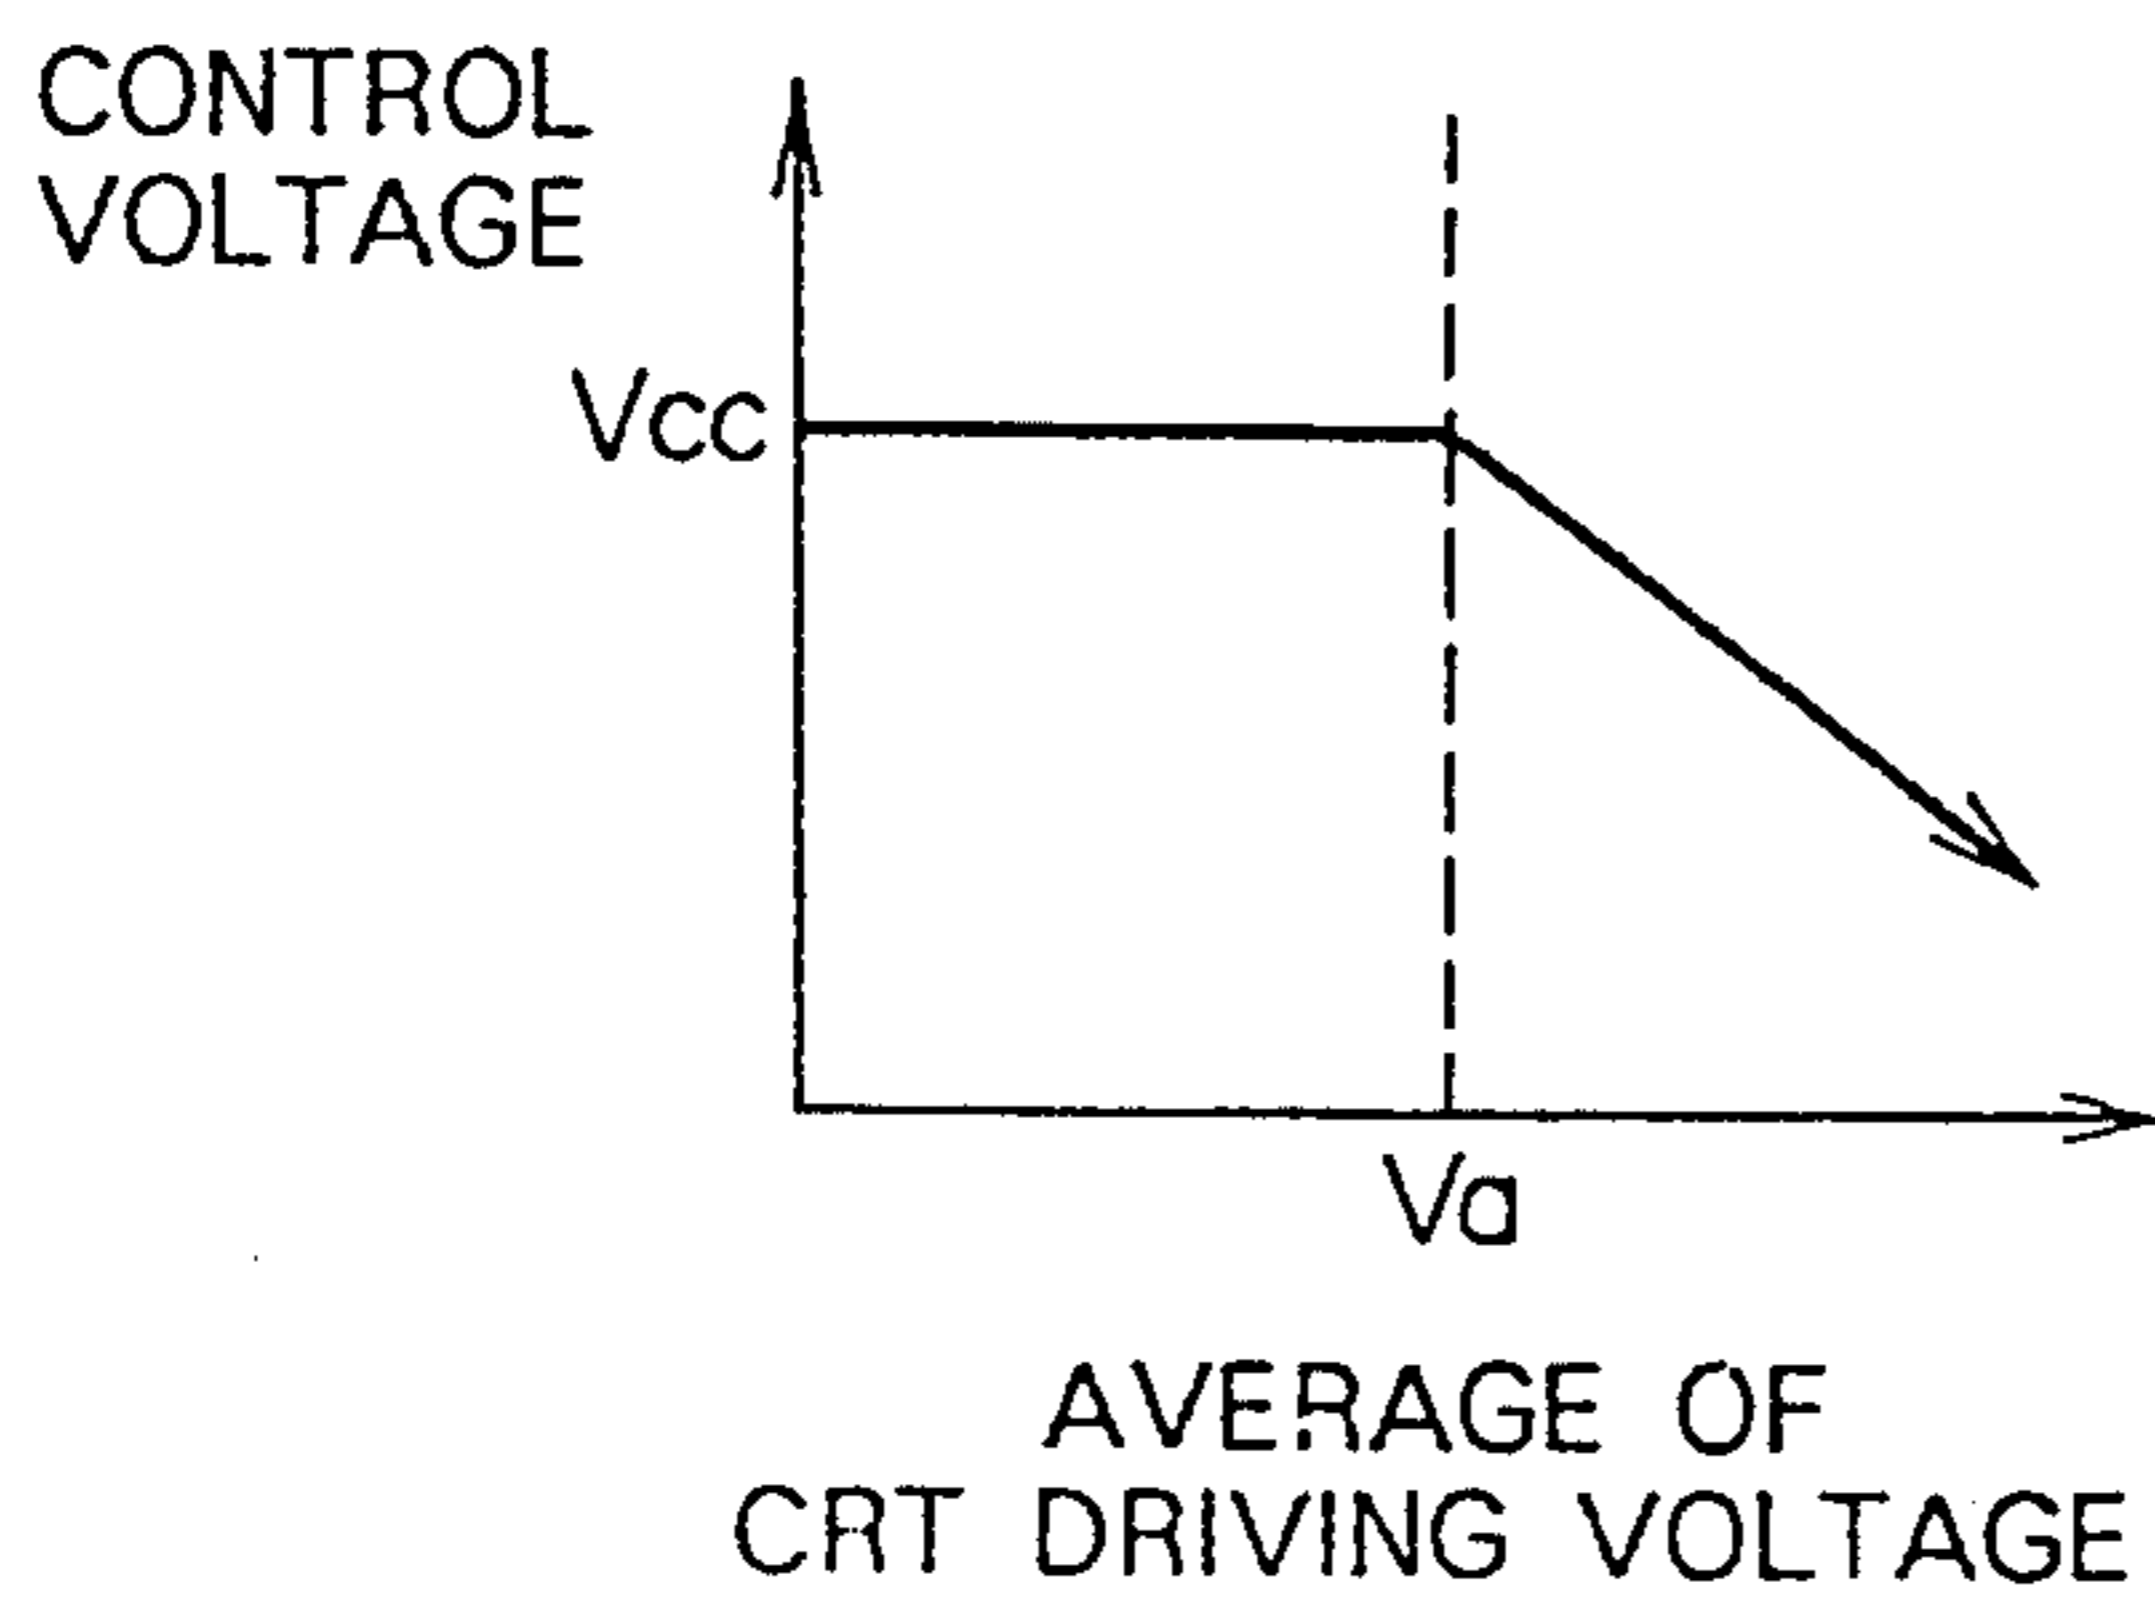 CONTROL
VOLTAGE
Vcc
Va
AVERAGE OF
CRT DRIVING VOLTAGE